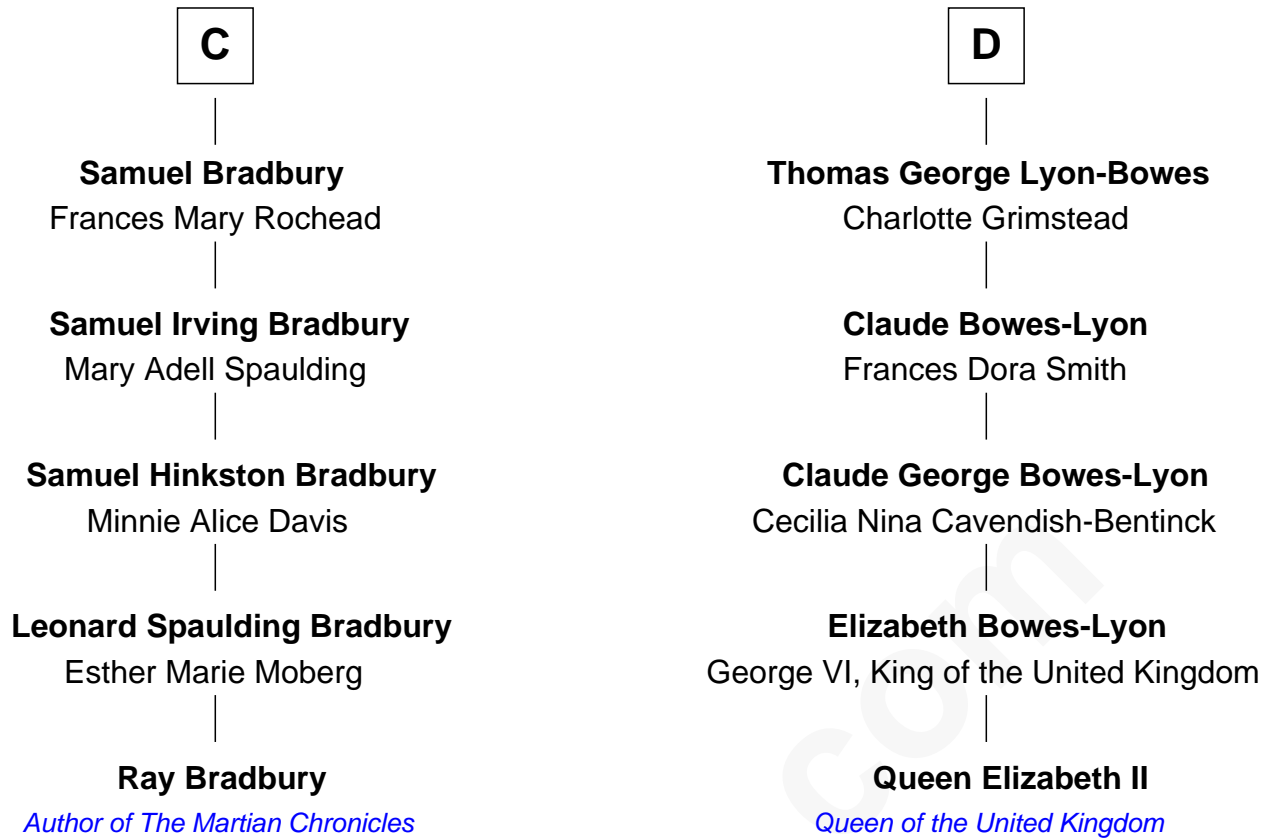 C
Samuel Bradbury
Frances Mary Rochead
Samuel Irving Bradbury
Mary Adell Spaulding
Samuel Hinkston Bradbury
Minnie Alice Davis
Leonard Spaulding Bradbury
Esther Marie Moberg
Ray Bradbury
Author of The Martian Chronicles
D
Thomas George Lyon-Bowes
Charlotte Grimstead
Claude Bowes-Lyon
Frances Dora Smith
Claude George Bowes-Lyon
Cecilia Nina Cavendish-Bentinck
Elizabeth Bowes-Lyon
George VI, King of the United Kingdom
Queen Elizabeth II
Queen of the United Kingdom
com